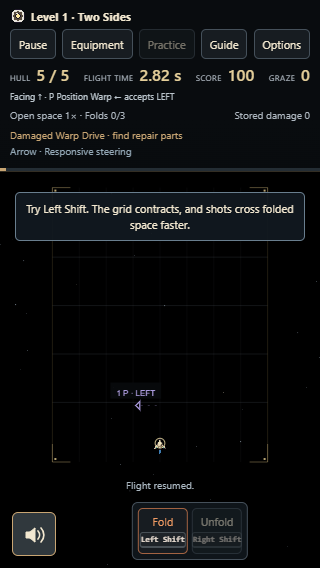 Level 1 · Two Sides
Pause
Equipment
Practice
Guide
Options
HULL 5 / 5 FLIGHT TIME 2.82 s SCORE 100 GRAZE 0
Facing ↑ · P Position Warp ← accepts LEFT
Open space 1× · Folds 0/3 Stored damage 0
Damaged Warp Drive · find repair parts
Arrow · Responsive steering
Try Left Shift. The grid contracts, and shots cross folded
space faster.
1 P · LEFT
Flight resumed.
Fold Unfold
Left Shift Right Shift